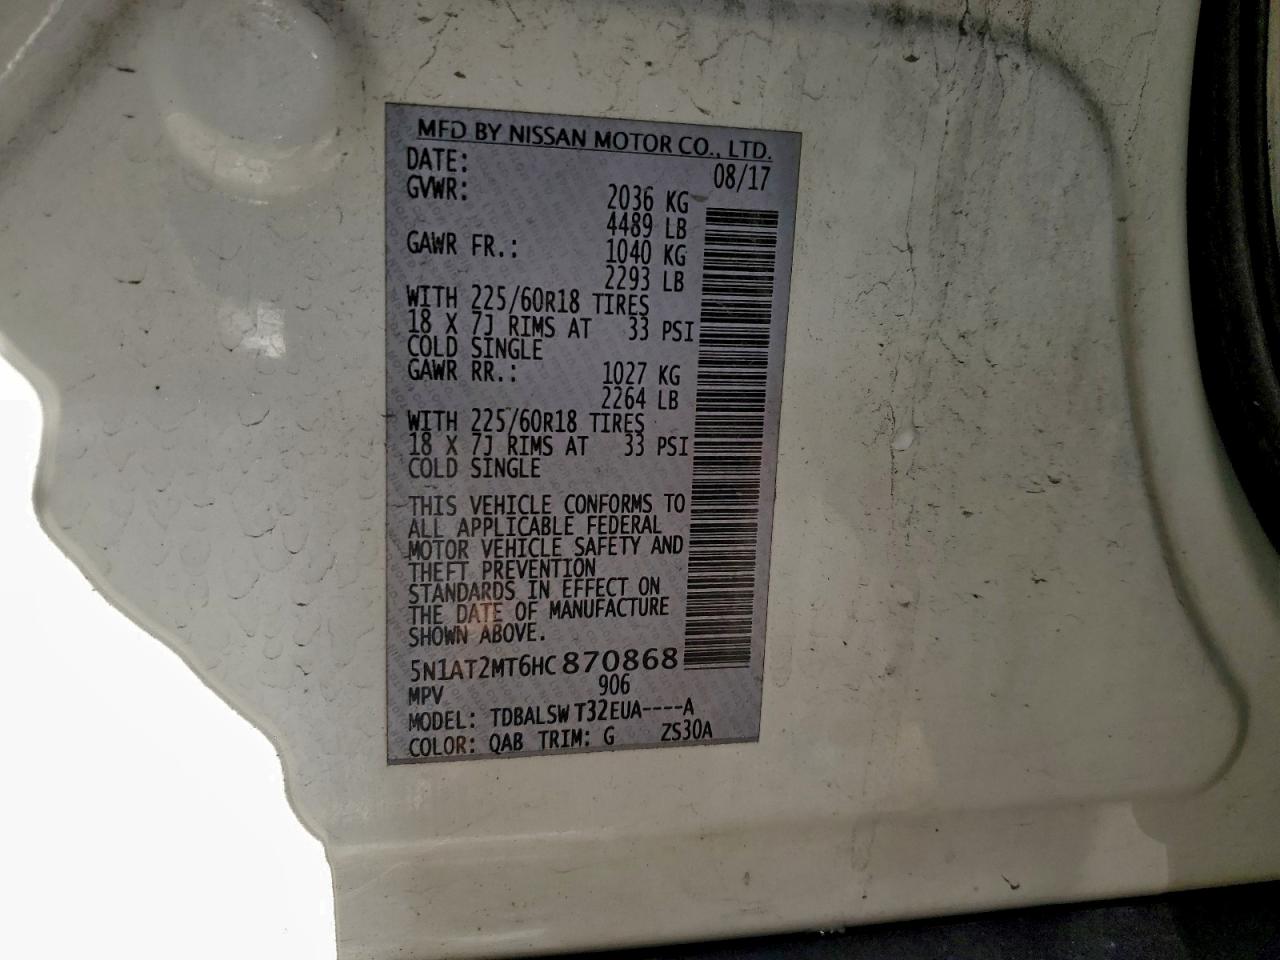 MFD BY NISSAN MOTOR CO., LTD.
DATE: 08/17
GVWR: 2036 KG
4489 LB
GAWR FR.: 1040 KG
2293 LB
WITH 225/60R18 TIRES
18 X 7J RIMS AT 33 PSI
COLD SINGLE
GAWR RR.: 1027 KG
2264 LB
WITH 225/60R18 TIRES
18 X 7J RIMS AT 33 PSI
COLD SINGLE
THIS VEHICLE CONFORMS TO
ALL APPLICABLE FEDERAL
MOTOR VEHICLE SAFETY AND
THEFT PREVENTION
STANDARDS IN EFFECT ON
THE DATE OF MANUFACTURE
SHOWN ABOVE.
5N1AT2MT6HC870868
MPV 906
MODEL: TDBALSW T32EUA----A
COLOR: QAB TRIM: G ZS30A